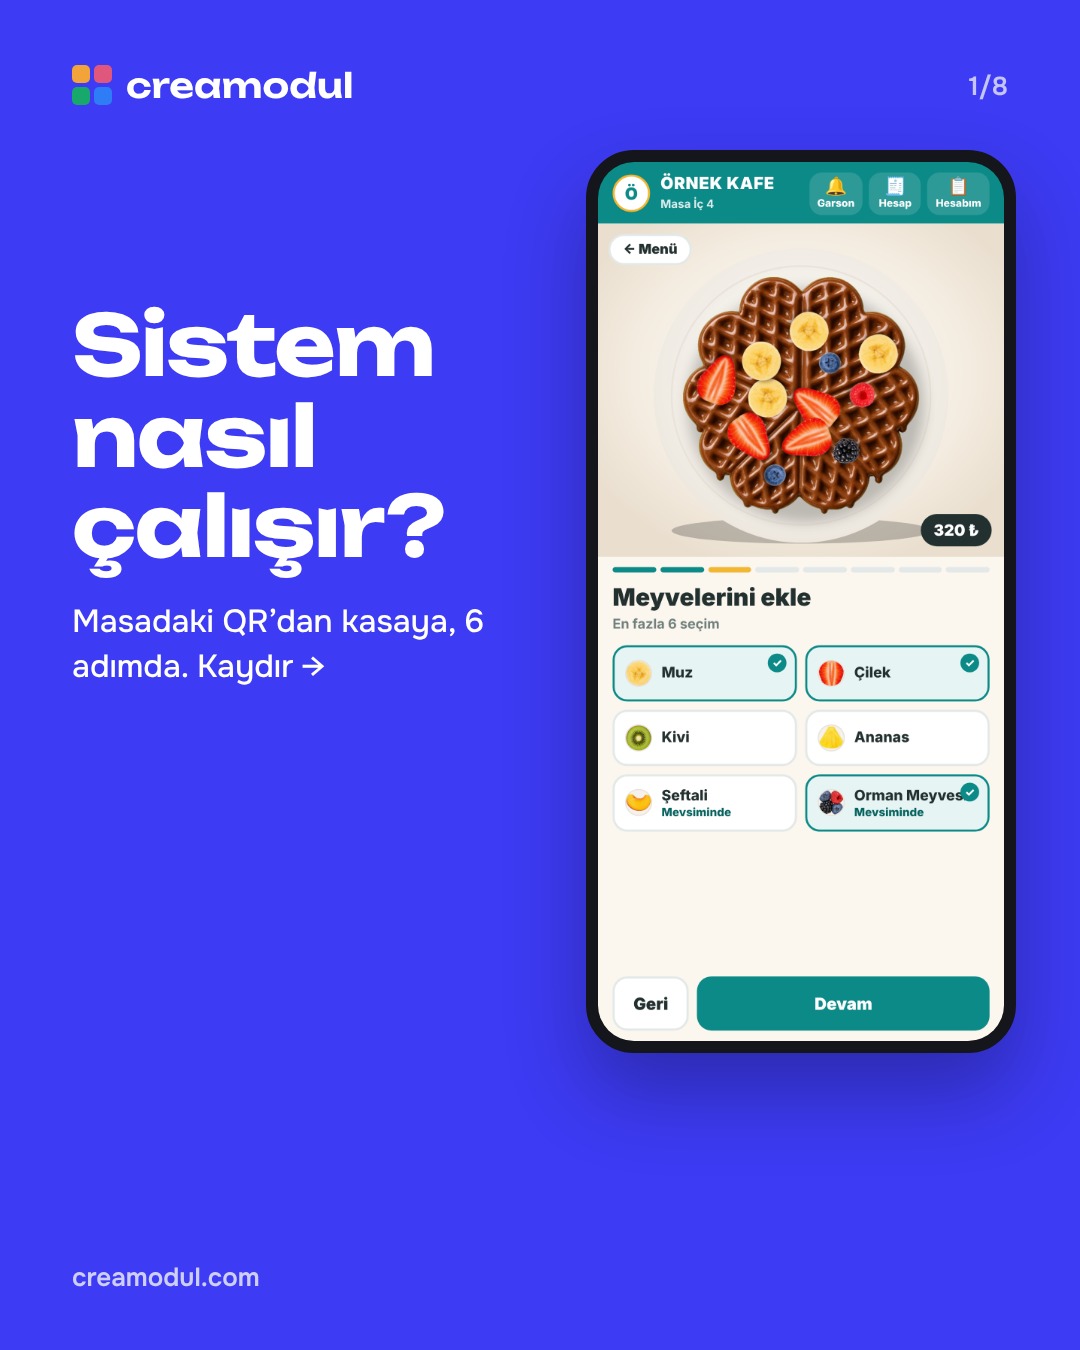 creamodul
1/8
Sistem
nasıl
çalışır?
Masadaki QR’dan kasaya, 6
adımda. Kaydır →
Ö
ÖRNEK KAFE
Masa İç 4
Garson
Hesap
Hesabım
← Menü
320 ₺
Meyvelerini ekle
En fazla 6 seçim
Muz
Çilek
Kivi
Ananas
Şeftali
Mevsiminde
Orman Meyves
Mevsiminde
Geri
Devam
creamodul.com